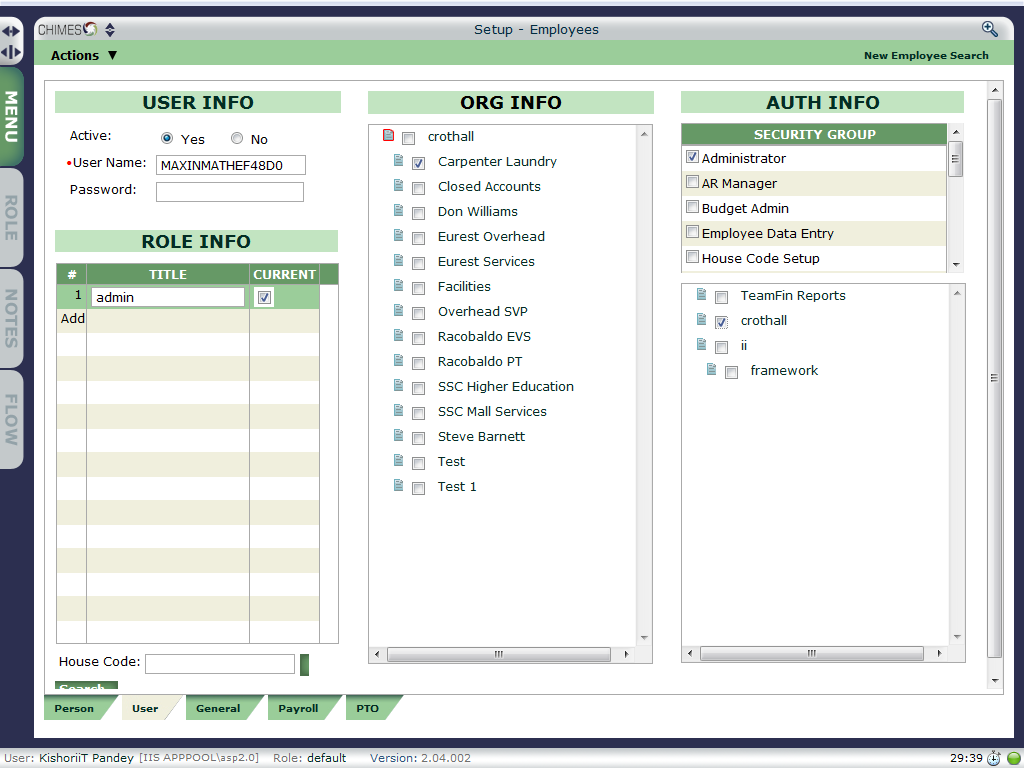 CHIMES
Setup - Employees
Actions ▼
New Employee Search
MENU
ROLE
NOTES
FLOW
USER INFO
Active:
Yes
No
•User Name:
MAXINMATHEF48D0
Password:
ROLE INFO
# TITLE CURRENT
1 admin
Add
House Code:
Search
ORG INFO
crothall
Carpenter Laundry
Closed Accounts
Don Williams
Eurest Overhead
Eurest Services
Facilities
Overhead SVP
Racobaldo EVS
Racobaldo PT
SSC Higher Education
SSC Mall Services
Steve Barnett
Test
Test 1
AUTH INFO
SECURITY GROUP
Administrator
AR Manager
Budget Admin
Employee Data Entry
House Code Setup
TeamFin Reports
crothall
ii
framework
Person User General Payroll PTO
User: KishoriiT Pandey [IIS APPPOOL\asp2.0] Role: default Version: 2.04.002 29:39